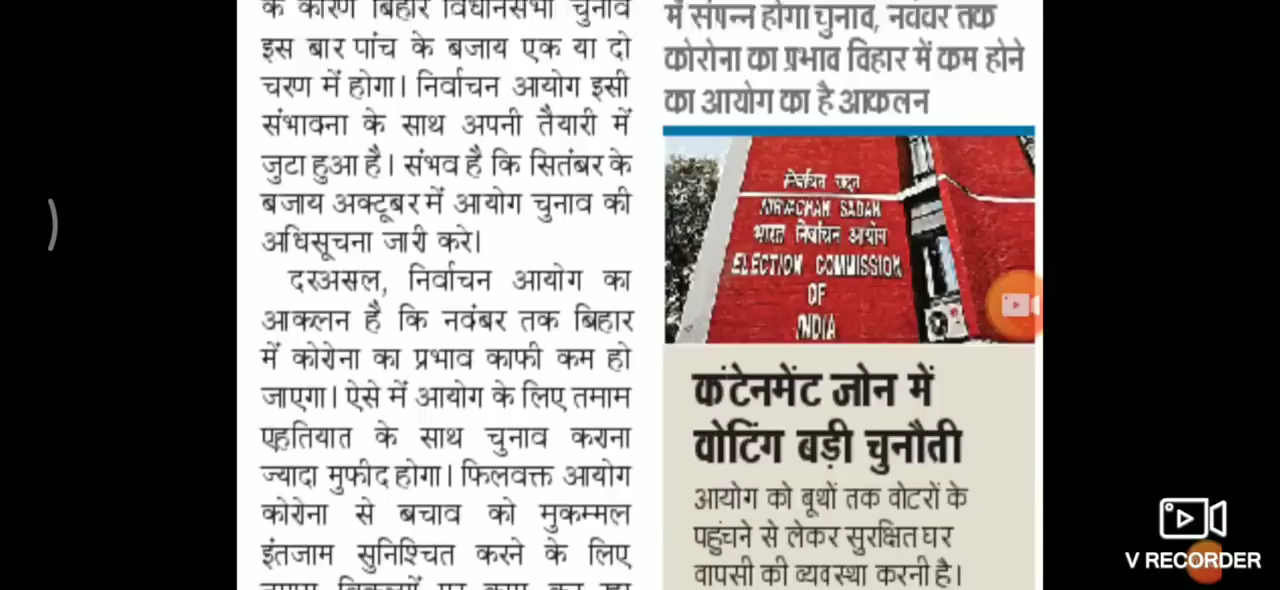 के कारण बिहार विधानसभा चुनाव
इस बार पांच के बजाय एक या दो
चरण में होगा। निर्वाचन आयोग इसी
संभावना के साथ अपनी तैयारी में
जुटा हुआ है। संभव है कि सितंबर के
बजाय अक्टूबर में आयोग चुनाव की
अधिसूचना जारी करे।
दरअसल, निर्वाचन आयोग का
आकलन है कि नवंबर तक बिहार
में कोरोना का प्रभाव काफी कम हो
जाएगा। ऐसे में आयोग के लिए तमाम
एहतियात के साथ चुनाव कराना
ज्यादा मुफीद होगा। फिलवक्त आयोग
कोरोना से बचाव को मुकम्मल
इंतजाम सुनिश्चित करने के लिए
में संपन्न होगा चुनाव, नवंबर तक
कोरोना का प्रभाव बिहार में कम होने
का आयोग का है आकलन
निर्वाचन सदन
NIRVACHAN SADAN
भारत निर्वाचन आयोग
ELECTION COMMISSION
OF
INDIA
कंटेनमेंट जोन में
वोटिंग बड़ी चुनौती
आयोग को बूथों तक वोटरों के
पहुंचने से लेकर सुरक्षित घर
वापसी की व्यवस्था करनी है।
V RECORDER